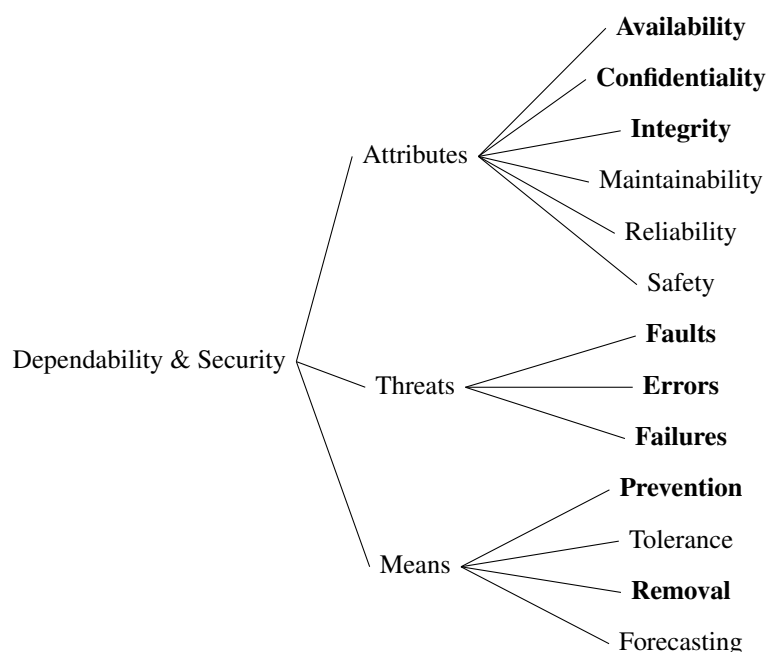 Availability
Confidentiality
Integrity
Attributes
Maintainability
Reliability
Safety
Faults
Dependability & Security
Threats
Errors
Failures
Prevention
Tolerance
Means
Removal
Forecasting